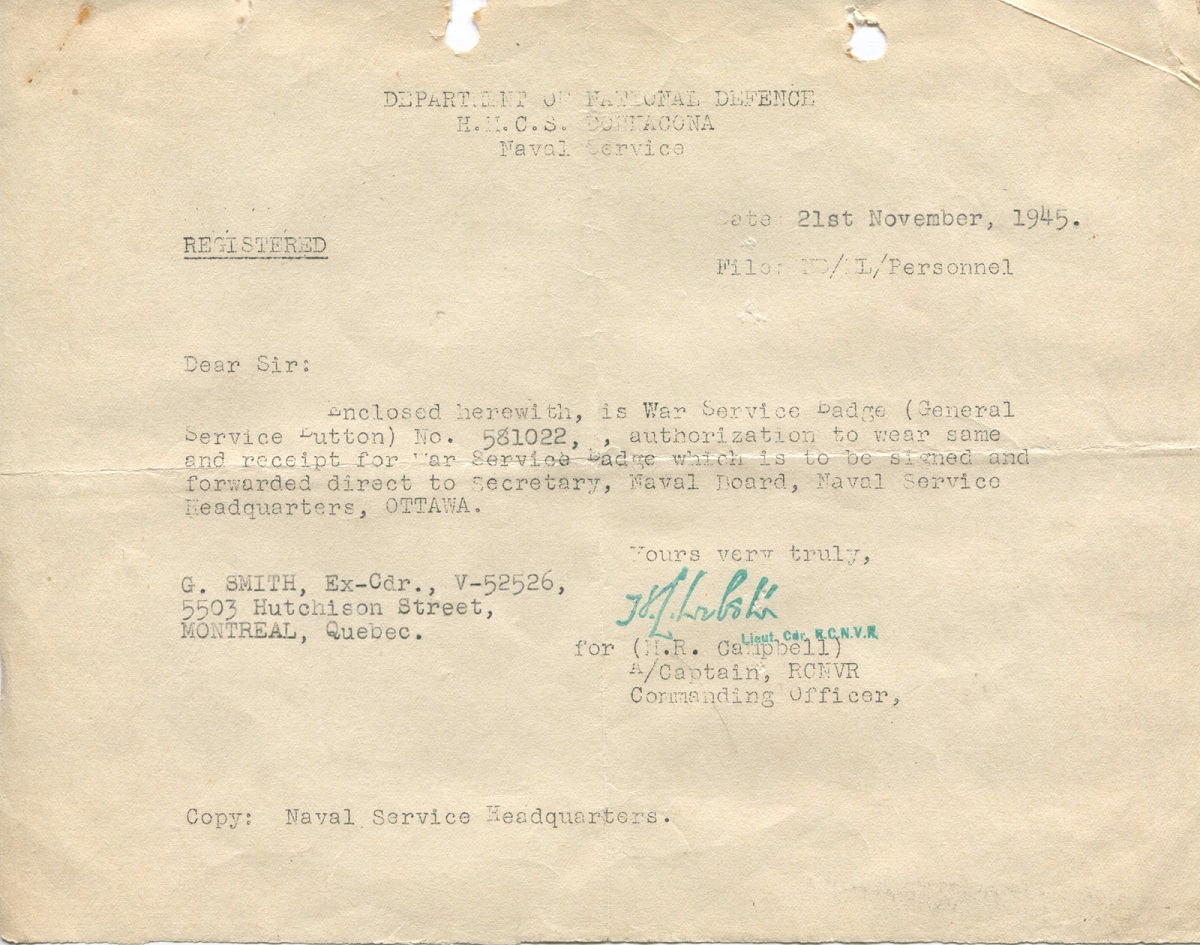 DEPARTMENT OF NATIONAL DEFENCE
H.M.C.S. DONNACONA
Naval Service
Date: 21st November, 1945.
REGISTERED
File: /Personnel
Dear Sir:
Enclosed herewith, is War Service Badge (General
Service Button) No. 581022, , authorization to wear same
and receipt for War Service Badge which is to be signed and
forwarded direct to Secretary, Naval Board, Naval Service
Headquarters, OTTAWA.
Yours very truly,
G. SMITH, Ex-Cdr., V-52526,
5503 Hutchison Street,
MONTREAL, Quebec.
Lieut. Cdr. R.C.N.V.R.
for (H.R. Campbell)
A/Captain, RCNVR
Commanding Officer,
Copy: Naval Service Headquarters.